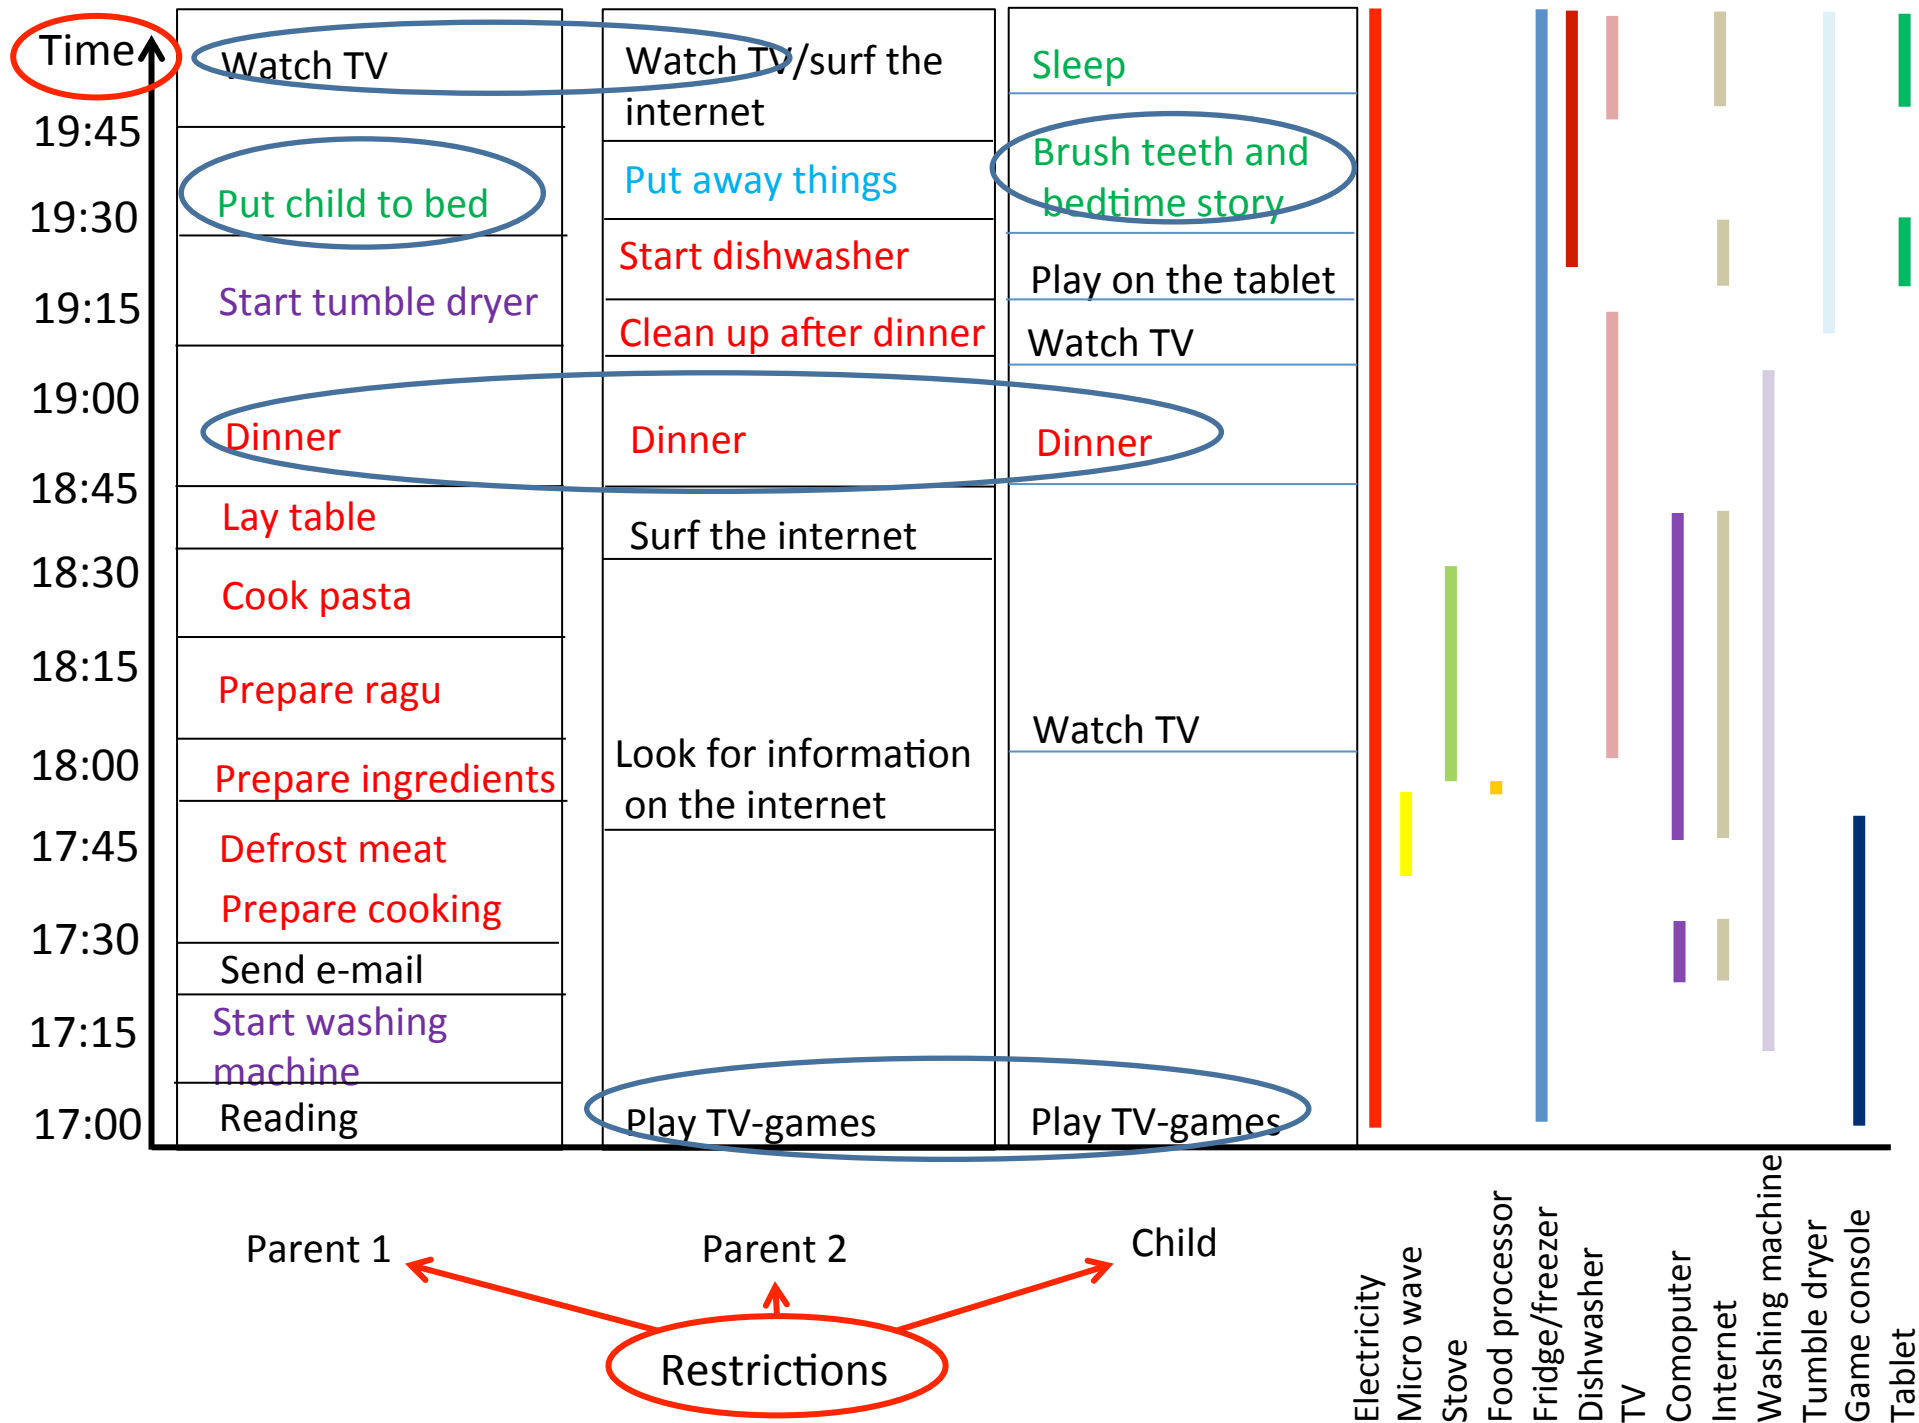 Time
19:45
19:30
19:15
19:00
18:45
18:30
18:15
18:00
17:45
17:30
17:15
17:00
Watch TV
Put child to bed
Start tumble dryer
Dinner
Lay table
Cook pasta
Prepare ragu
Prepare ingredients
Defrost meat
Prepare cooking
Send e-mail
Start washing
machine
Reading
Watch TV/surf the
internet
Put away things
Start dishwasher
Clean up after dinner
Dinner
Surf the internet
Look for information
on the internet
Play TV-games
Sleep
Brush teeth and
bedtime story
Play on the tablet
Watch TV
Dinner
Watch TV
Play TV-games
Parent 1
Parent 2
Child
Restrictions
Electricity
Micro wave
Stove
Food processor
Fridge/freezer
Dishwasher
TV
Comoputer
Internet
Washing machine
Tumble dryer
Game console
Tablet